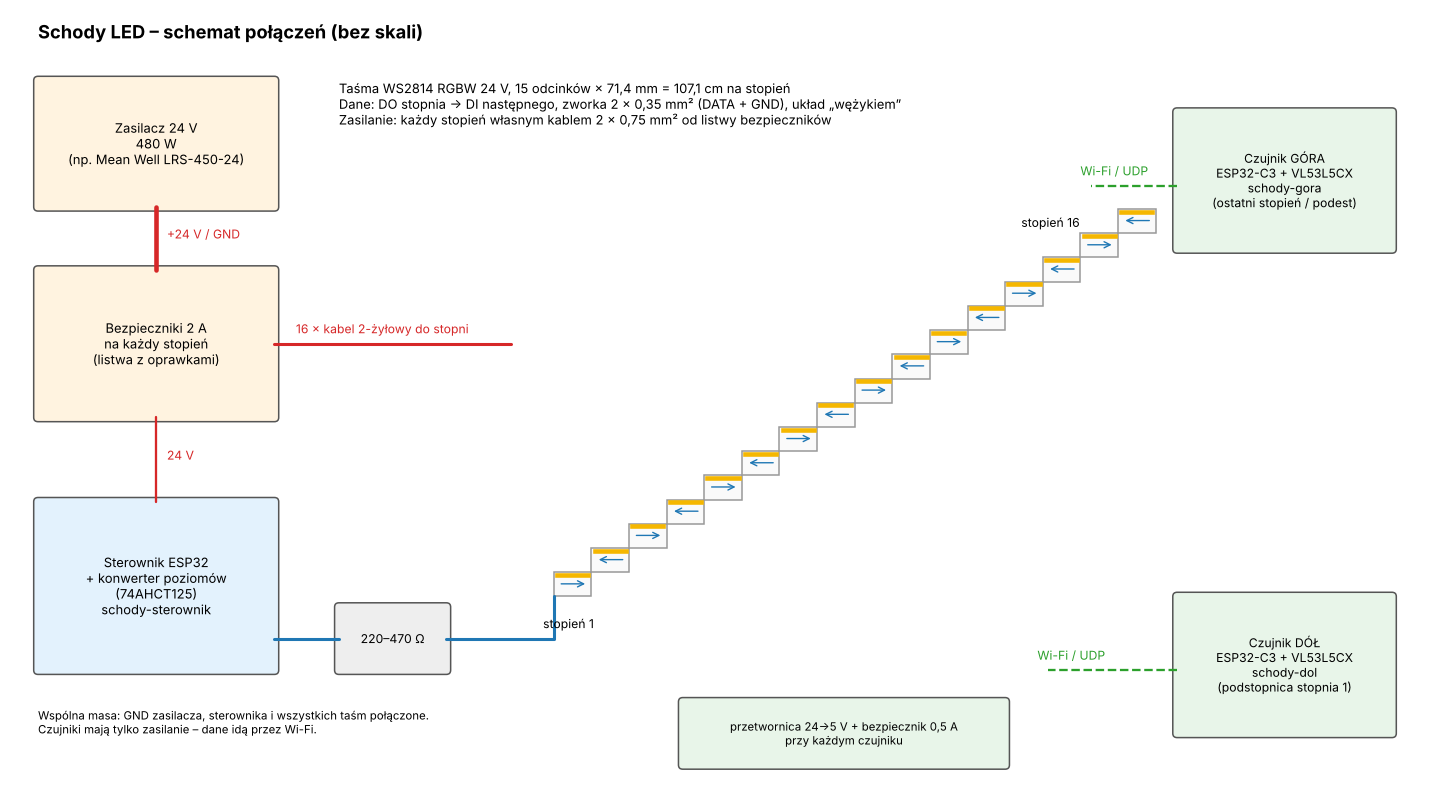 Schody LED – schemat połączeń (bez skali)
Taśma WS2814 RGBW 24 V, 15 odcinków × 71,4 mm = 107,1 cm na stopień
Dane: DO stopnia → DI następnego, zworka 2 × 0,35 mm² (DATA + GND), układ „wężykiem”
Zasilanie: każdy stopień własnym kablem 2 × 0,75 mm² od listwy bezpieczników
Zasilacz 24 V
480 W
(np. Mean Well LRS-450-24)
+24 V / GND
Bezpieczniki 2 A
na każdy stopień
(listwa z oprawkami)
16 × kabel 2-żyłowy do stopni
24 V
Sterownik ESP32
+ konwerter poziomów
(74AHCT125)
schody-sterownik
220–470 Ω
stopień 1
stopień 16
Wi-Fi / UDP
Czujnik GÓRA
ESP32-C3 + VL53L5CX
schody-gora
(ostatni stopień / podest)
Wi-Fi / UDP
Czujnik DÓŁ
ESP32-C3 + VL53L5CX
schody-dol
(podstopnica stopnia 1)
przetwornica 24→5 V + bezpiecznik 0,5 A
przy każdym czujniku
Wspólna masa: GND zasilacza, sterownika i wszystkich taśm połączone.
Czujniki mają tylko zasilanie – dane idą przez Wi-Fi.